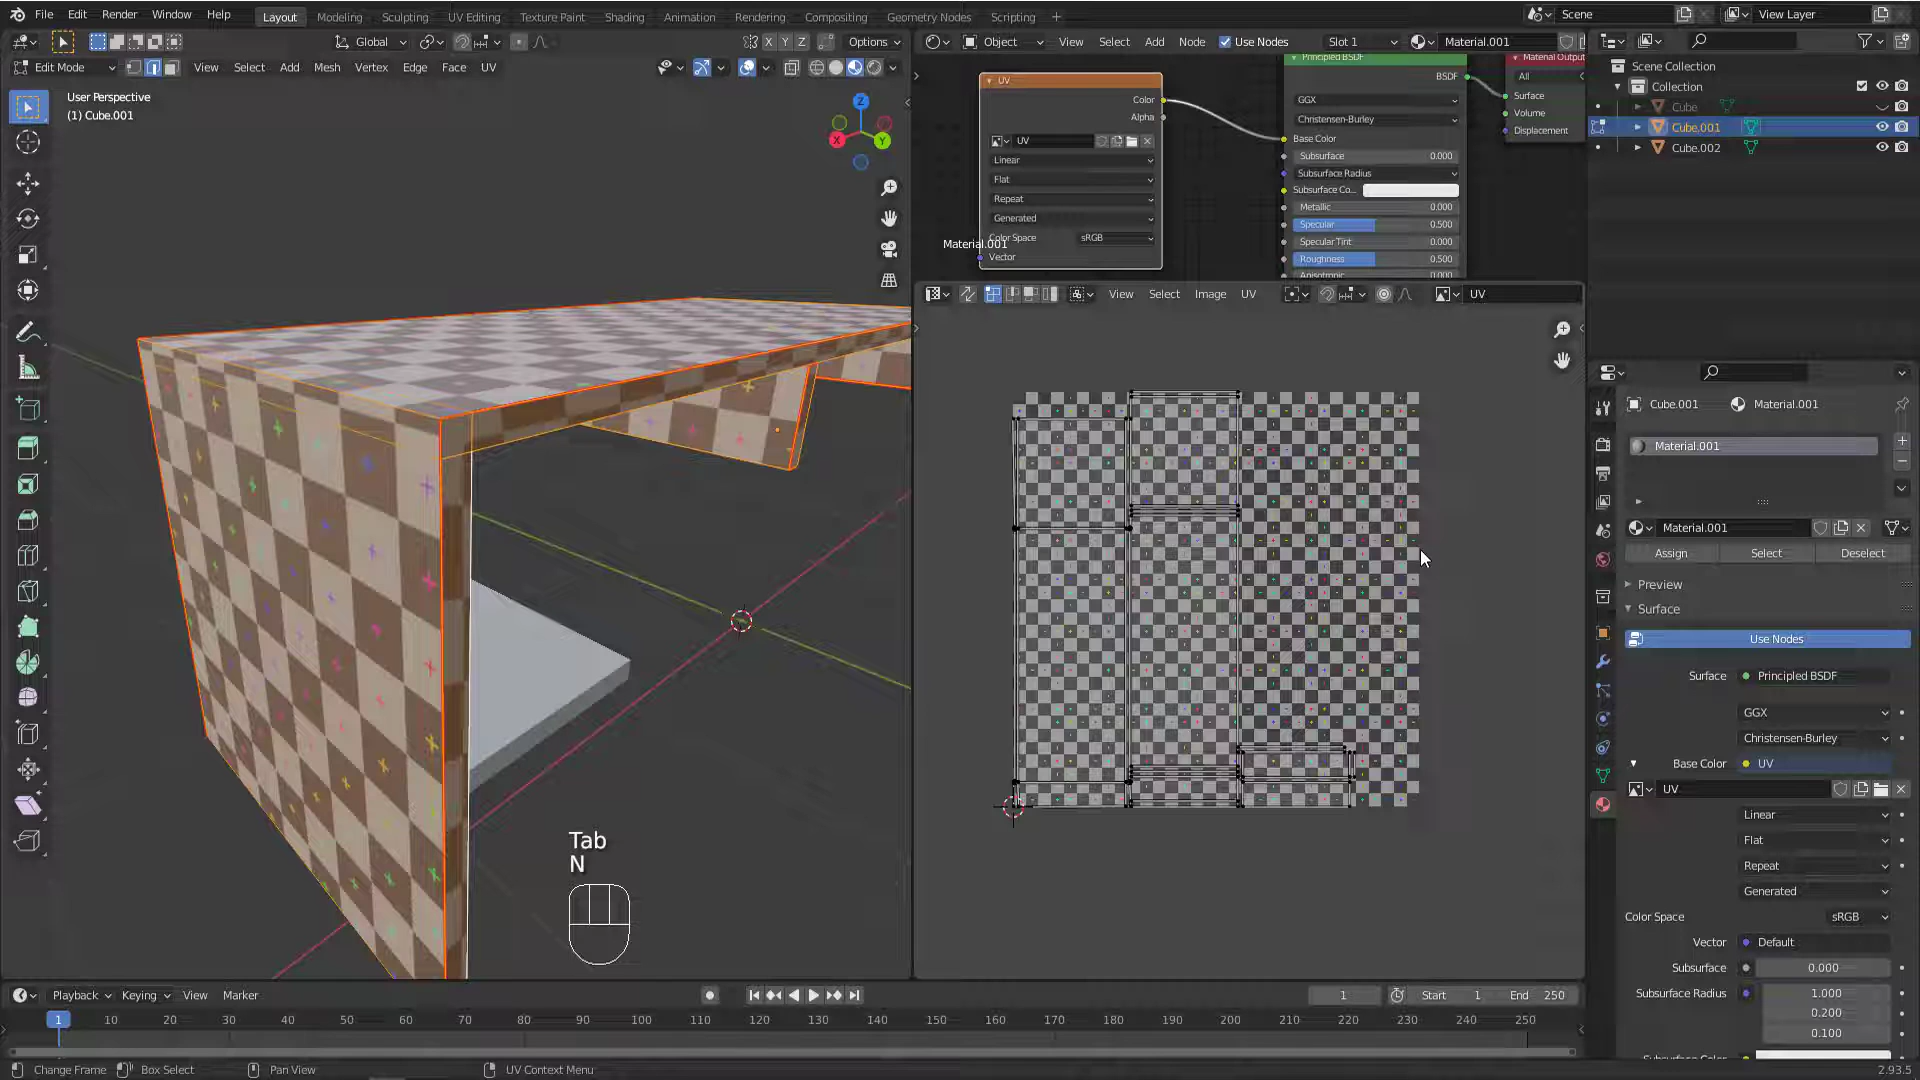 File Edit Render Window Help Layout Modeling Sculpting UV Editing Texture Paint Shading Animation Rendering Compositing Geometry Nodes Scripting + Scene View Layer
Global X Y Z Options Object View Select Add Node Use Nodes Slot 1 Material.001
Edit Mode View Select Add Mesh Vertex Edge Face UV
User Perspective
(1) Cube.001
Z
X Y
UV
Color
Alpha
UV
Linear
Flat
Repeat
Generated
Color Space sRGB
Vector
Material.001
Principled BSDF
BSDF
GGX
Christensen-Burley
Base Color
Subsurface 0.000
Subsurface Radius
Subsurface Co...
Metallic 0.000
Specular 0.500
Specular Tint 0.000
Roughness 0.500
Anisotropic 0.000
Material Output
All
Surface
Volume
Displacement
View Select Image UV UV
Scene Collection
Collection
Cube
Cube.001
Cube.002
Cube.001 Material.001
Material.001
Material.001
Assign Select Deselect
Preview
Surface
Use Nodes
Surface Principled BSDF
GGX
Christensen-Burley
Base Color UV
UV
Linear
Flat
Repeat
Generated
Color Space sRGB
Vector Default
Subsurface 0.000
Subsurface Radius 1.000
0.200
0.100
Subsurface Color
Tab
N
Playback Keying View Marker 1 Start 1 End 250
1 10 20 30 40 50 60 70 80 90 100 110 120 130 140 150 160 170 180 190 200 210 220 230 240 250
Change Frame Box Select Pan View UV Context Menu 2.93.5